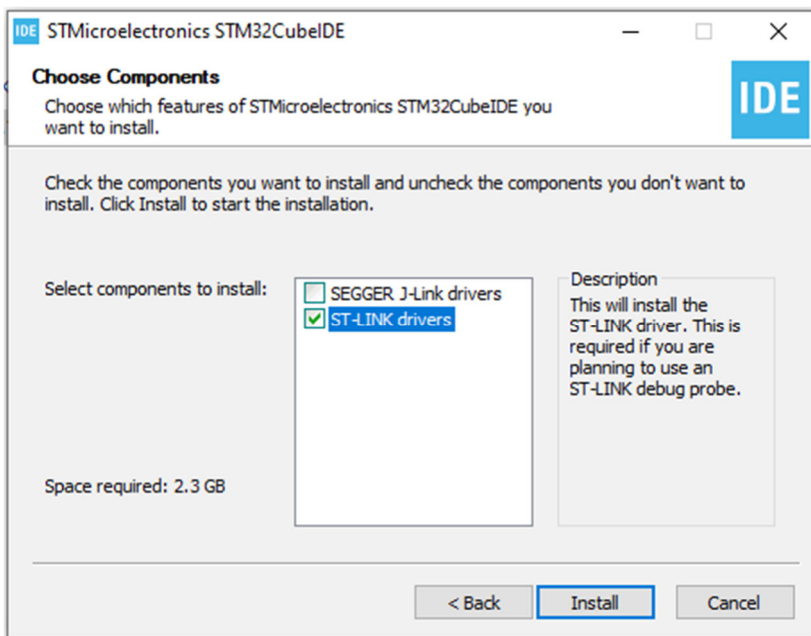 IDE STMicroelectronics STM32CubeIDE
Choose Components
Choose which features of STMicroelectronics STM32CubeIDE you
want to install.
IDE
Check the components you want to install and uncheck the components you don't want to
install. Click Install to start the installation.
Select components to install:
SEGGER J-Link drivers
ST-LINK drivers
Description
This will install the
ST-LINK driver. This is
required if you are
planning to use an
ST-LINK debug probe.
Space required: 2.3 GB
< Back
Install
Cancel